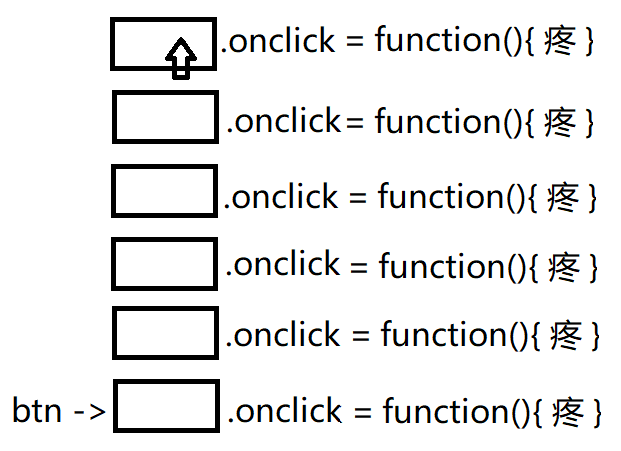 .onclick = function(){ 疼 }
.onclick = function(){ 疼 }
.onclick = function(){ 疼 }
.onclick = function(){ 疼 }
.onclick = function(){ 疼 }
btn -> .onclick = function(){ 疼 }